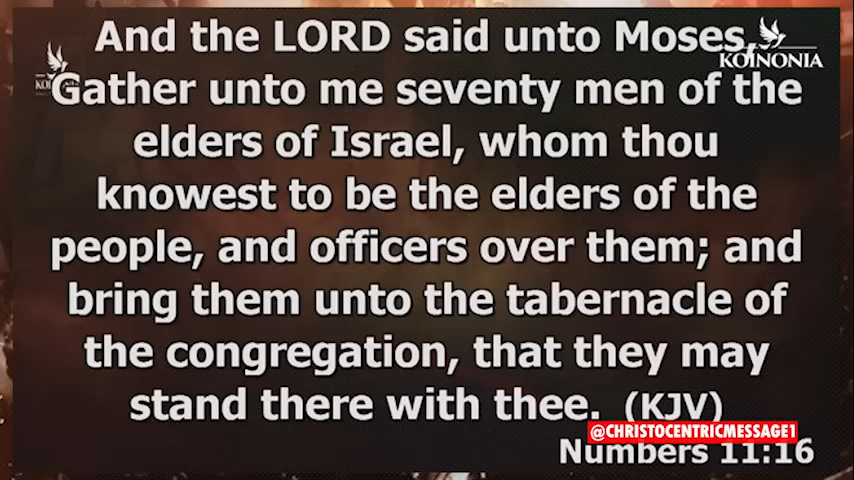 And the LORD said unto Moses,
KOINONIA
Gather unto me seventy men of the
elders of Israel, whom thou
knowest to be the elders of the
people, and officers over them; and
bring them unto the tabernacle of
the congregation, that they may
stand there with thee. (KJV)
@CHRISTOCENTRICMESSAGE1
Numbers 11:16